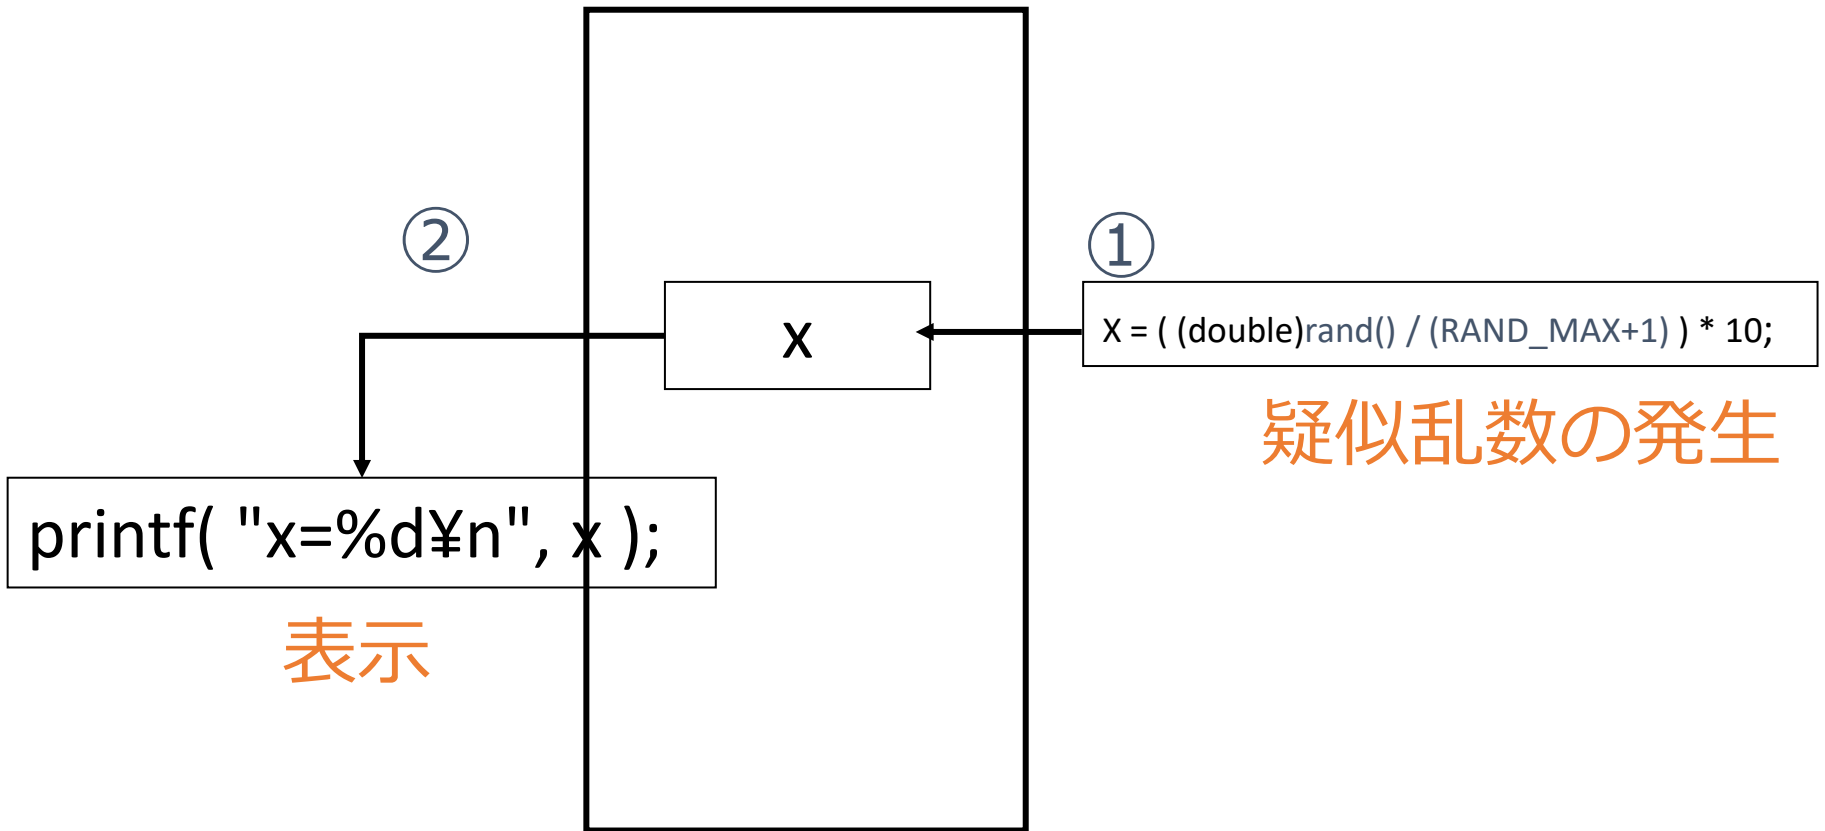 ②
①
x
X = ( (double)rand() / (RAND_MAX+1) ) * 10;
疑似乱数の発生
printf( "x=%d¥n", x );
表示